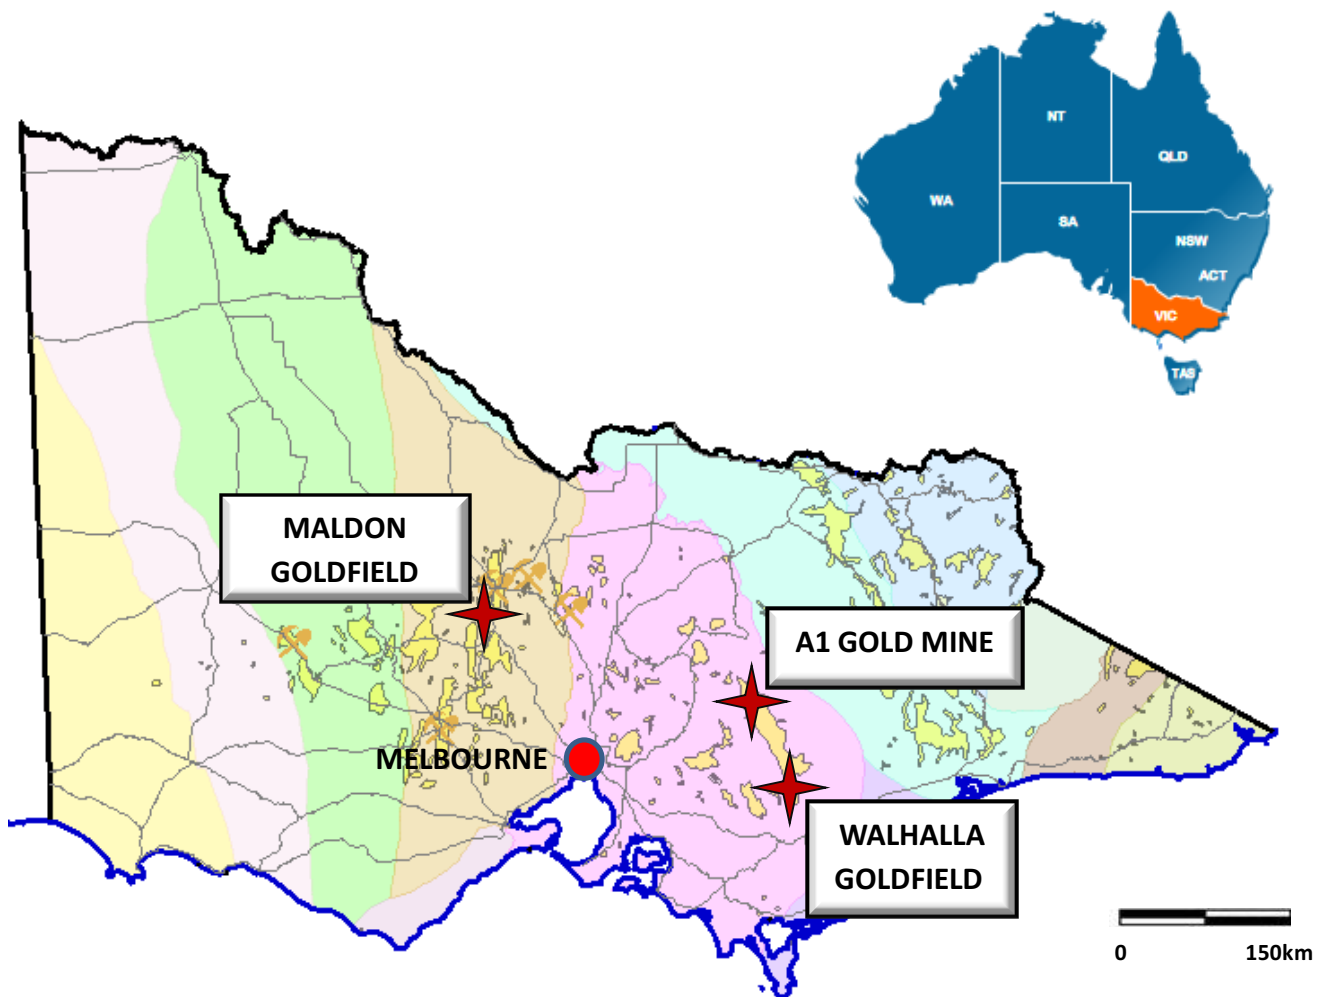 NT
QLD
WA
SA
NSW
ACT
VIC
TAS
MALDON
GOLDFIELD
A1 GOLD MINE
MELBOURNE
WALHALLA
GOLDFIELD
0 150km